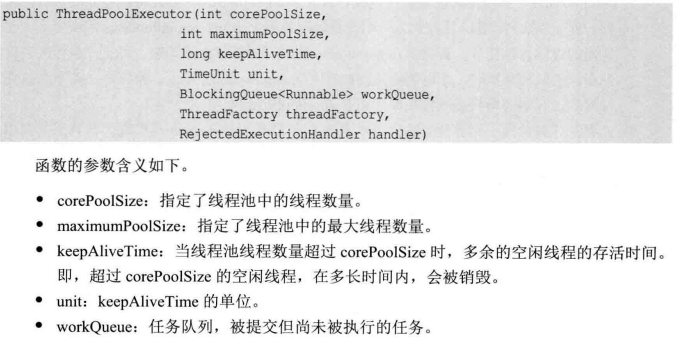 public ThreadPoolExecutor(int corePoolSize,
int maximumPoolSize,
long keepAliveTime,
TimeUnit unit,
BlockingQueue<Runnable> workQueue,
ThreadFactory threadFactory,
RejectedExecutionHandler handler)
函数的参数含义如下。
• corePoolSize：指定了线程池中的线程数量。
• maximumPoolSize：指定了线程池中的最大线程数量。
• keepAliveTime：当线程池线程数量超过 corePoolSize 时，多余的空闲线程的存活时间。
即，超过 corePoolSize 的空闲线程，在多长时间内，会被销毁。
• unit：keepAliveTime 的单位。
• workQueue：任务队列，被提交但尚未被执行的任务。